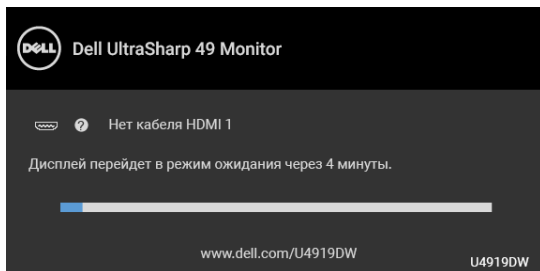 DELL Dell UltraSharp 49 Monitor
? Нет кабеля HDMI 1
Дисплей перейдет в режим ожидания через 4 минуты.
www.dell.com/U4919DW
U4919DW